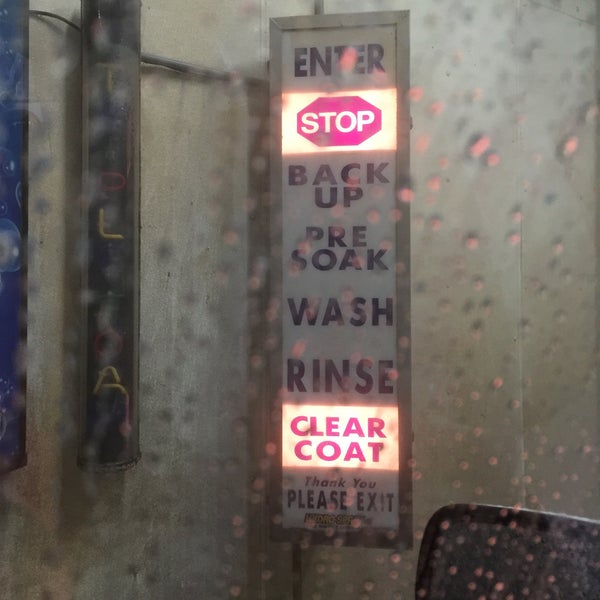 ENTER
STOP
BACK
UP
PRE
SOAK
WASH
RINSE
CLEAR
COAT
Thank You
PLEASE EXIT